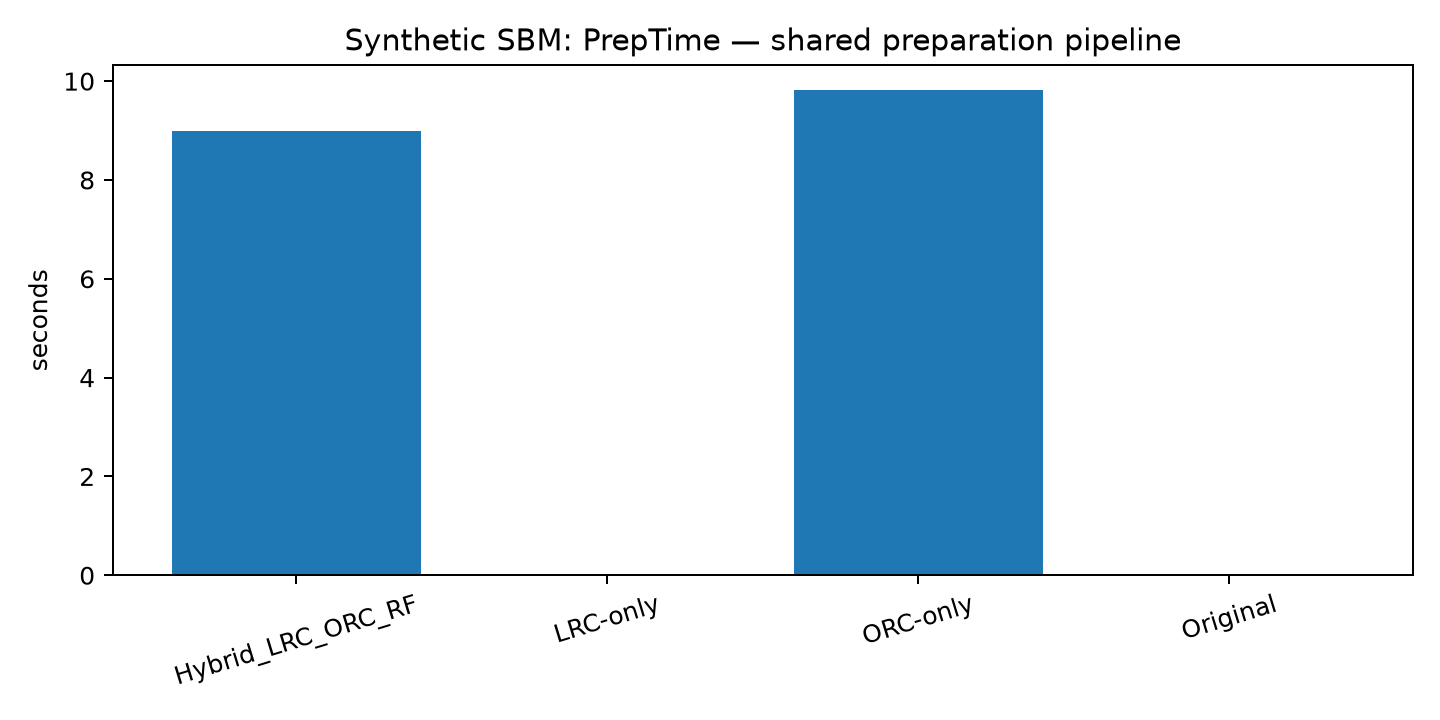 Synthetic SBM: PrepTime — shared preparation pipeline
10
8
6
4
2
0
seconds
Hybrid_LRC_ORC_RF
LRC-only
ORC-only
Original